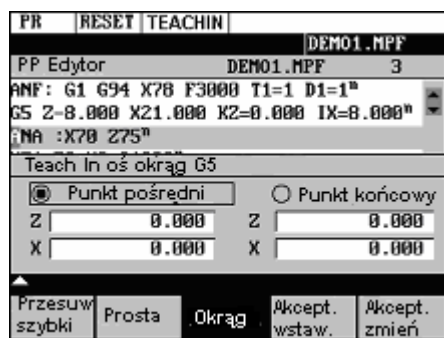 PR RESET TEACHIN
DEMO1.MPF
PP Edytor DEMO1.MPF 3
ANF: G1 G94 X78 F3000 T1=1 D1=1¶
G5 Z-8.000 X21.000 KZ=0.000 IX=8.000¶
ENA :X70 Z75¶
Teach In oś okrąg G5
Punkt pośredni Punkt końcowy
Z 0.000 Z 0.000
X 0.000 X 0.000
Przesuw szybki
Prosta
Okrąg
Akcept. wstaw.
Akcept. zmień